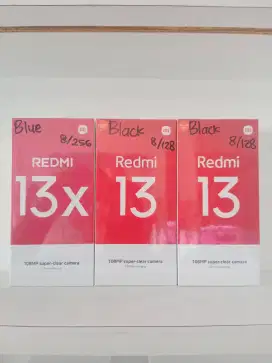 Blue
8/256
REDMI
13x
108MP super-clear camera
Black
8/128
Redmi
13
108MP super-clear camera
Black
8/128
Redmi
13
108MP super-clear camera